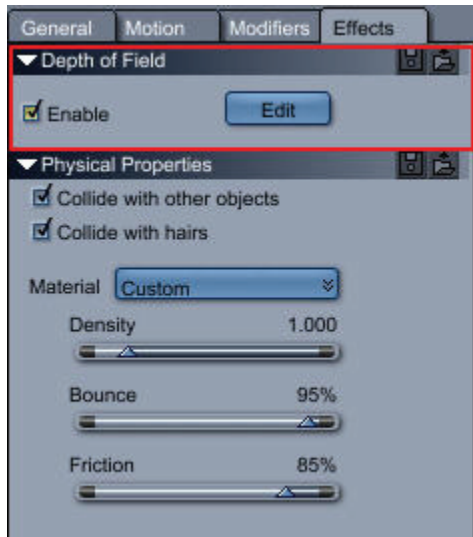 General Motion Modifiers Effects
Depth of Field
Enable Edit
Physical Properties
Collide with other objects
Collide with hairs
Material Custom
Density 1.000
Bounce 95%
Friction 85%